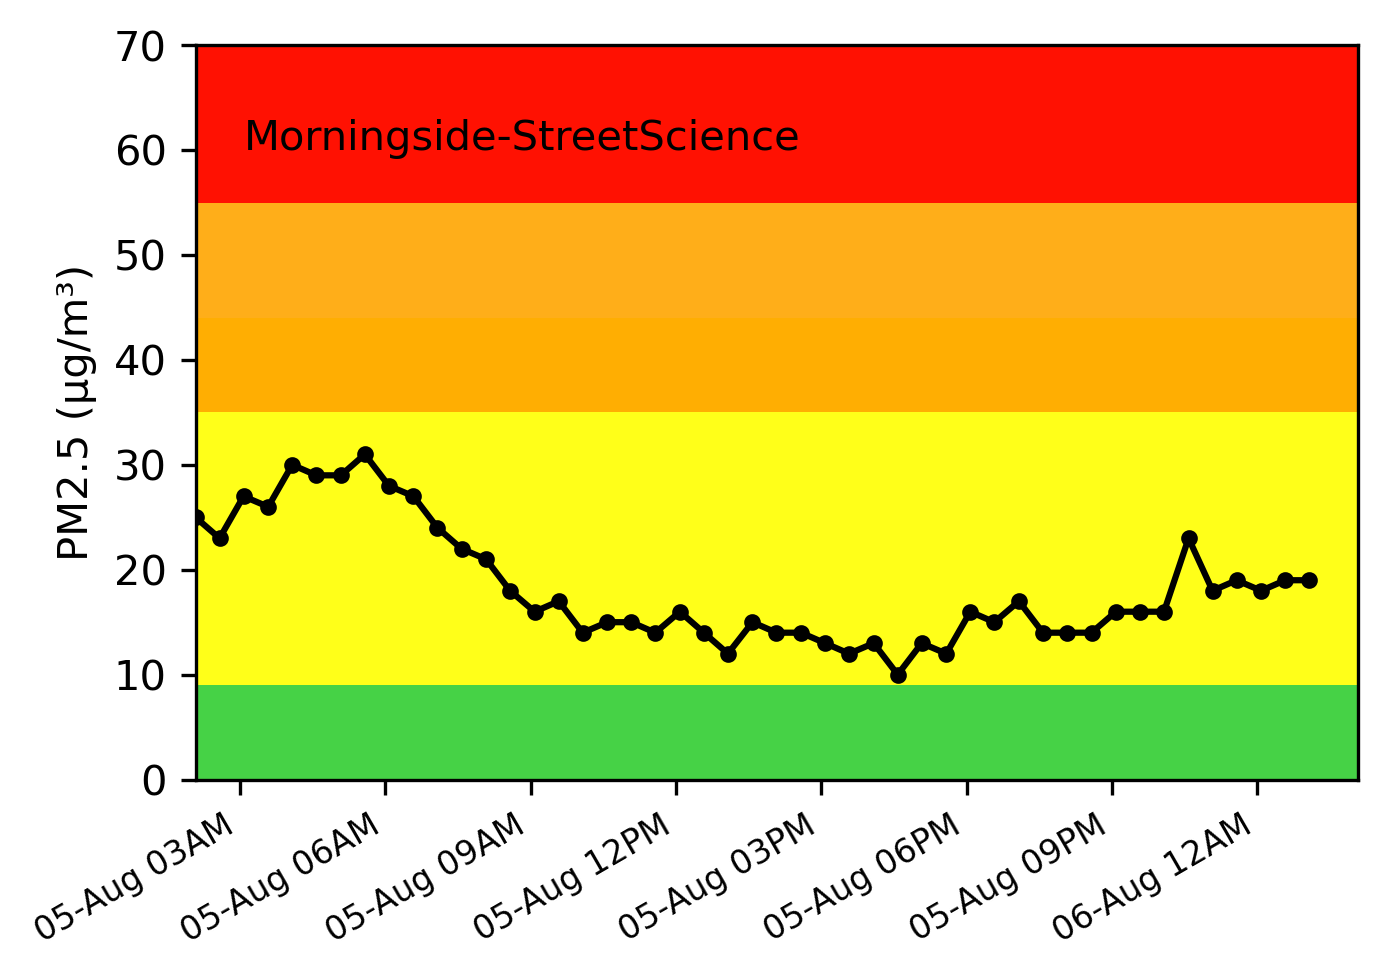 70
Morningside-StreetScience
60
50
40
30
20
10
0
PM2.5 (µg/m³)
05-Aug 03AM
05-Aug 06AM
05-Aug 09AM
05-Aug 12PM
05-Aug 03PM
05-Aug 06PM
05-Aug 09PM
06-Aug 12AM